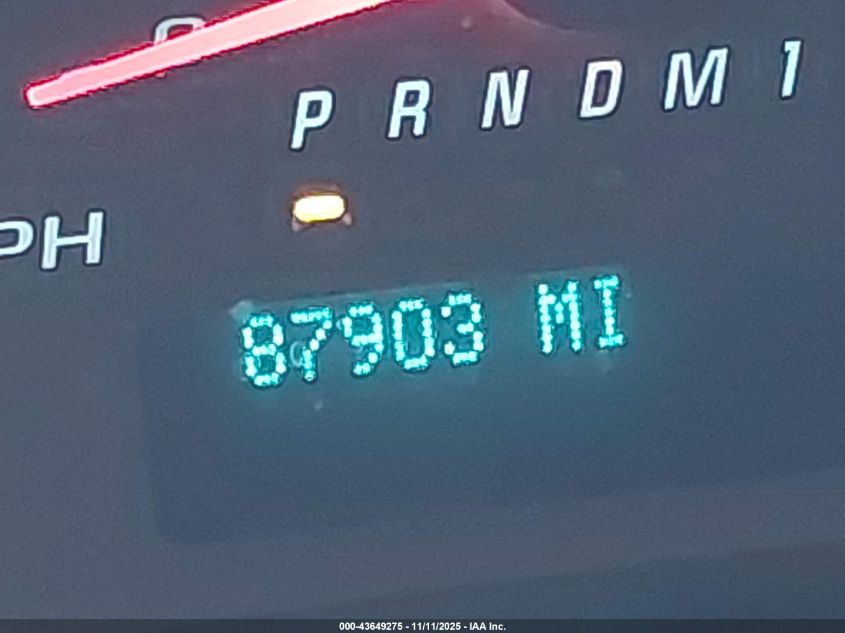 P R N D M 1
PH
87903 MI
000-43649275 - 11/11/2025 - IAA Inc.